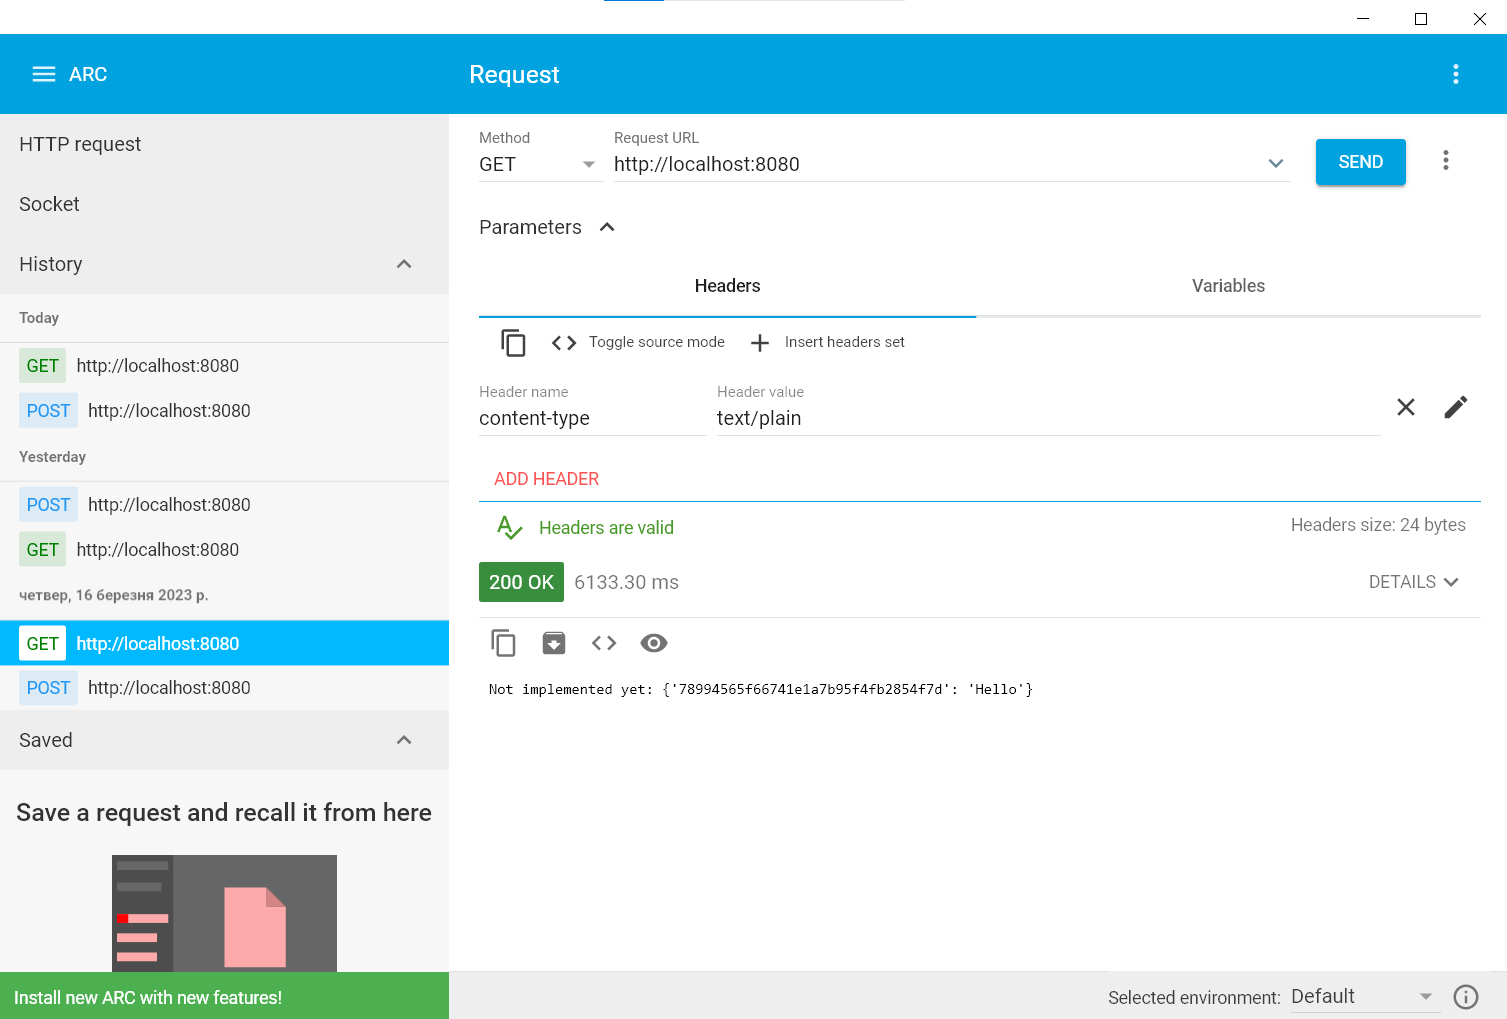 ARC
Request
HTTP request
Socket
History
Today
GET http://localhost:8080
POST http://localhost:8080
Yesterday
POST http://localhost:8080
GET http://localhost:8080
четвер, 16 березня 2023 р.
GET http://localhost:8080
POST http://localhost:8080
Saved
Save a request and recall it from here
Install new ARC with new features!
Method
GET
Request URL
http://localhost:8080
SEND
Parameters
Headers
Variables
Toggle source mode
Insert headers set
Header name
content-type
Header value
text/plain
ADD HEADER
Headers are valid
Headers size: 24 bytes
200 OK 6133.30 ms
DETAILS
Not implemented yet: {'78994565f66741e1a7b95f4fb2854f7d': 'Hello'}
Selected environment: Default